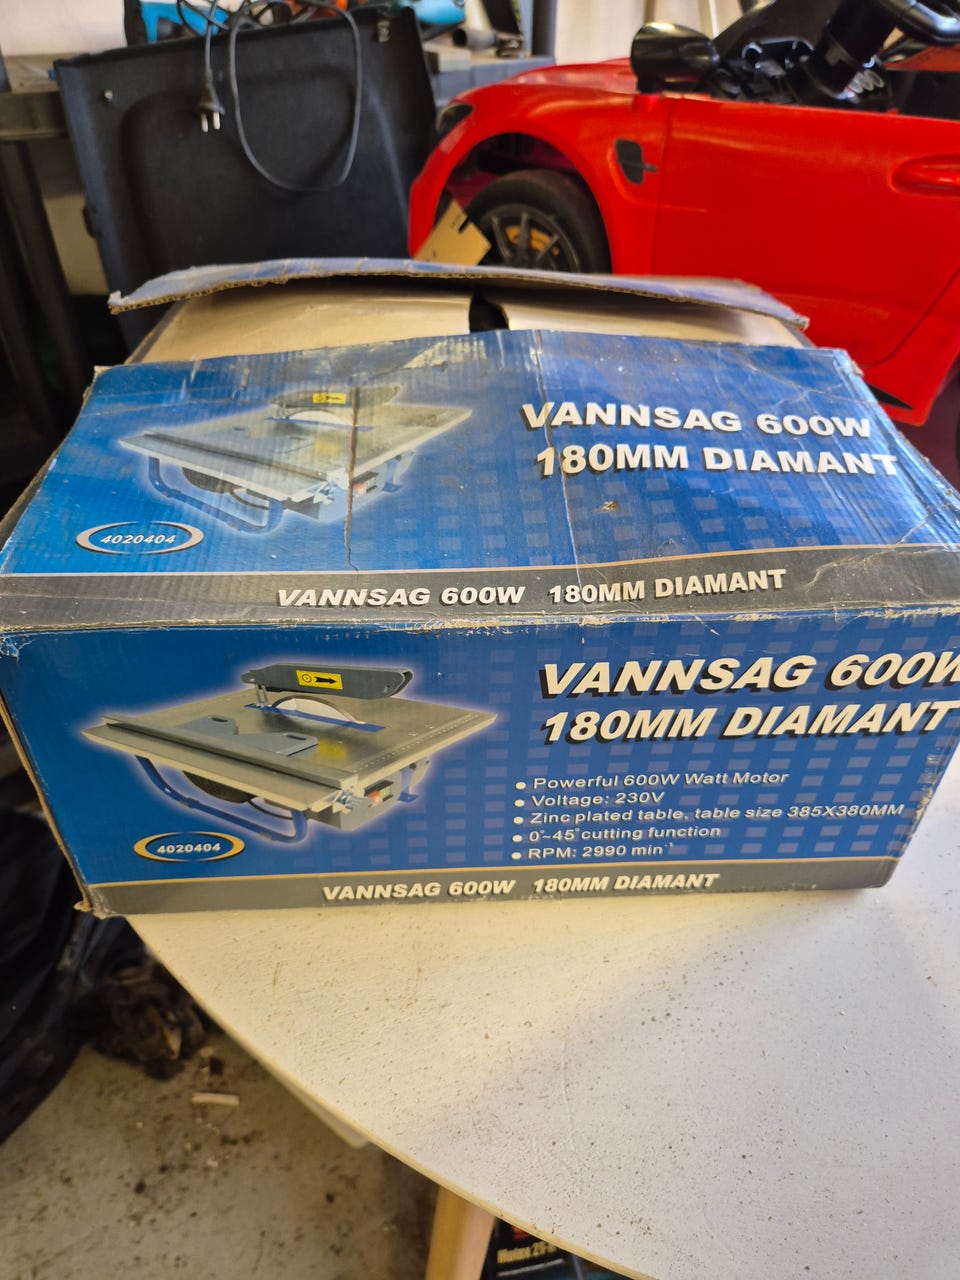 VANNSAG 600W
180MM DIAMANT
4020404
VANNSAG 600W 180MM DIAMANT
VANNSAG 600W
180MM DIAMANT
Powerful 600W Watt Motor
Voltage: 230V
Zinc plated table, table size 385X380MM
0°~45°cutting function
RPM: 2990 min⁻¹
4020404
VANNSAG 600W 180MM DIAMANT